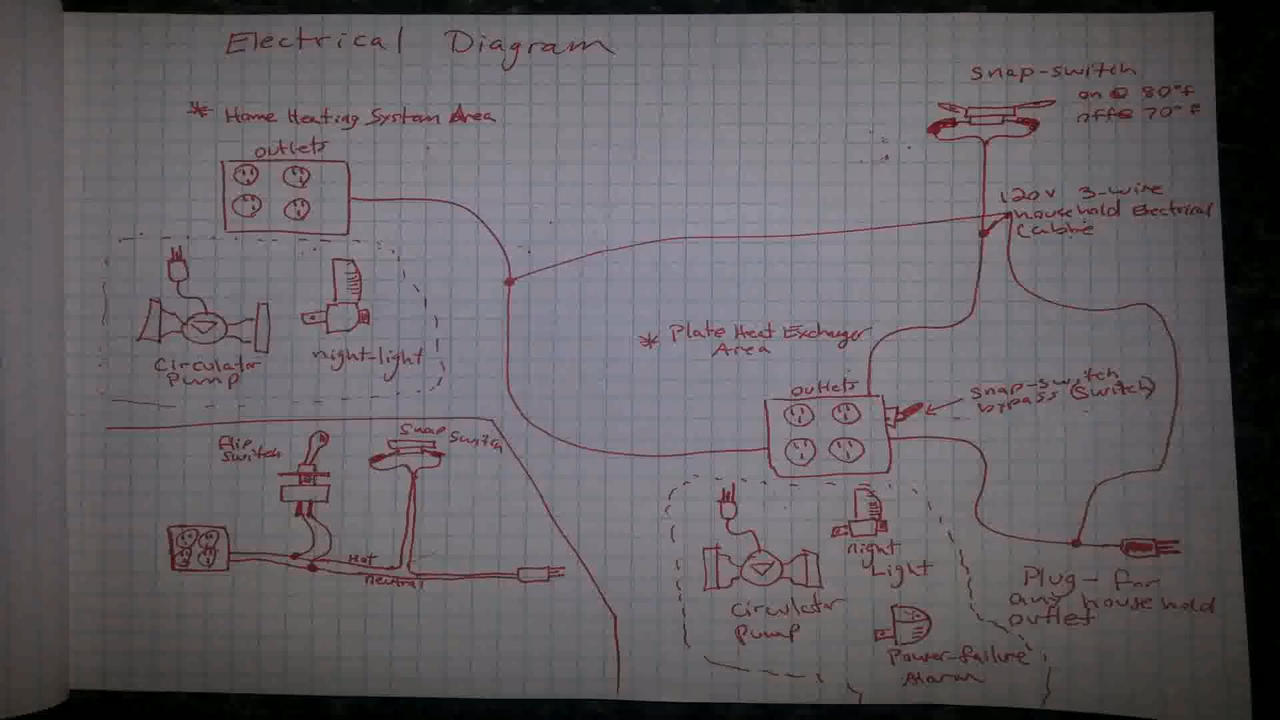 Electrical Diagram
* Home Heating System Area
outlets
Circulator
Pump
night-light
snap-switch
on @ 80°f
off@ 70°f
120v 3-wire
household Electrical
Cable
* Plate Heat Exchanger
Area
outlets
snap-switch
bypass (switch)
flip
switch
snap switch
Hot
neutral
Circulator
Pump
night
Light
Power-failure
Alarm
Plug - for
any household
outlet